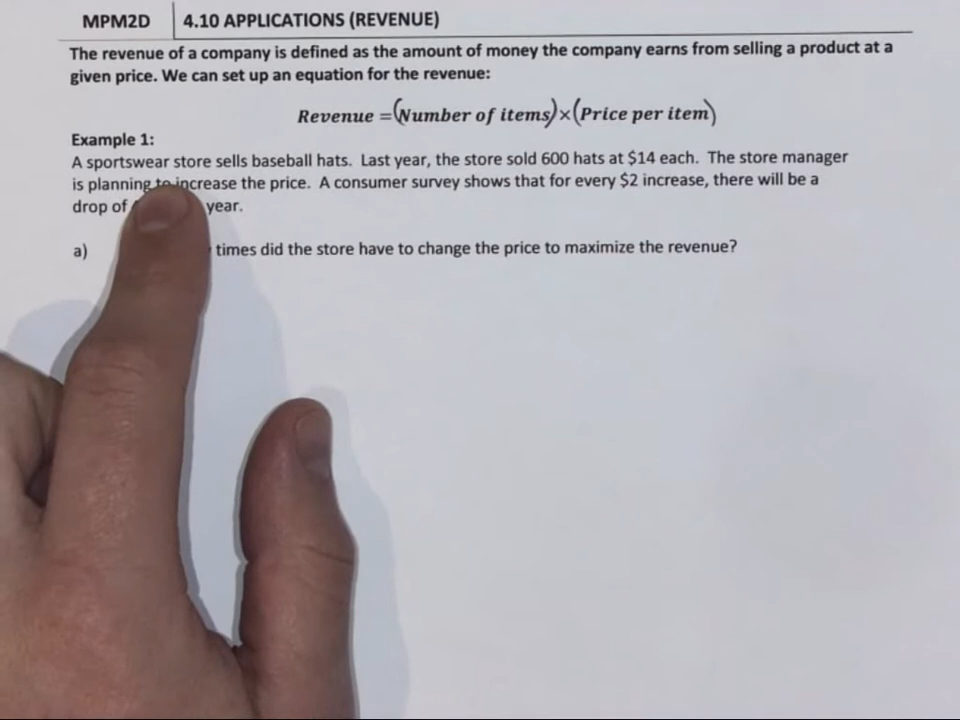 MPM2D 4.10 APPLICATIONS (REVENUE)
The revenue of a company is defined as the amount of money the company earns from selling a product at a
given price. We can set up an equation for the revenue:
Revenue =(Number of items)×(Price per item)
Example 1:
A sportswear store sells baseball hats. Last year, the store sold 600 hats at $14 each. The store manager
is planning to increase the price. A consumer survey shows that for every $2 increase, there will be a
drop of year.
a) times did the store have to change the price to maximize the revenue?